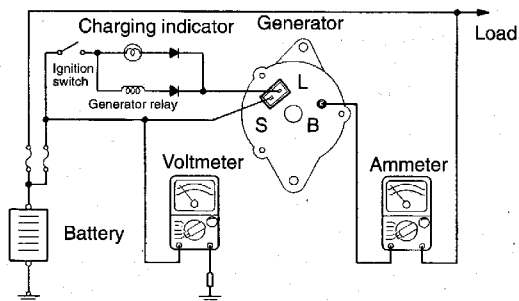 Charging indicator
Generator
Load
Ignition
switch
Generator relay
L
S
B
Voltmeter
Ammeter
Battery